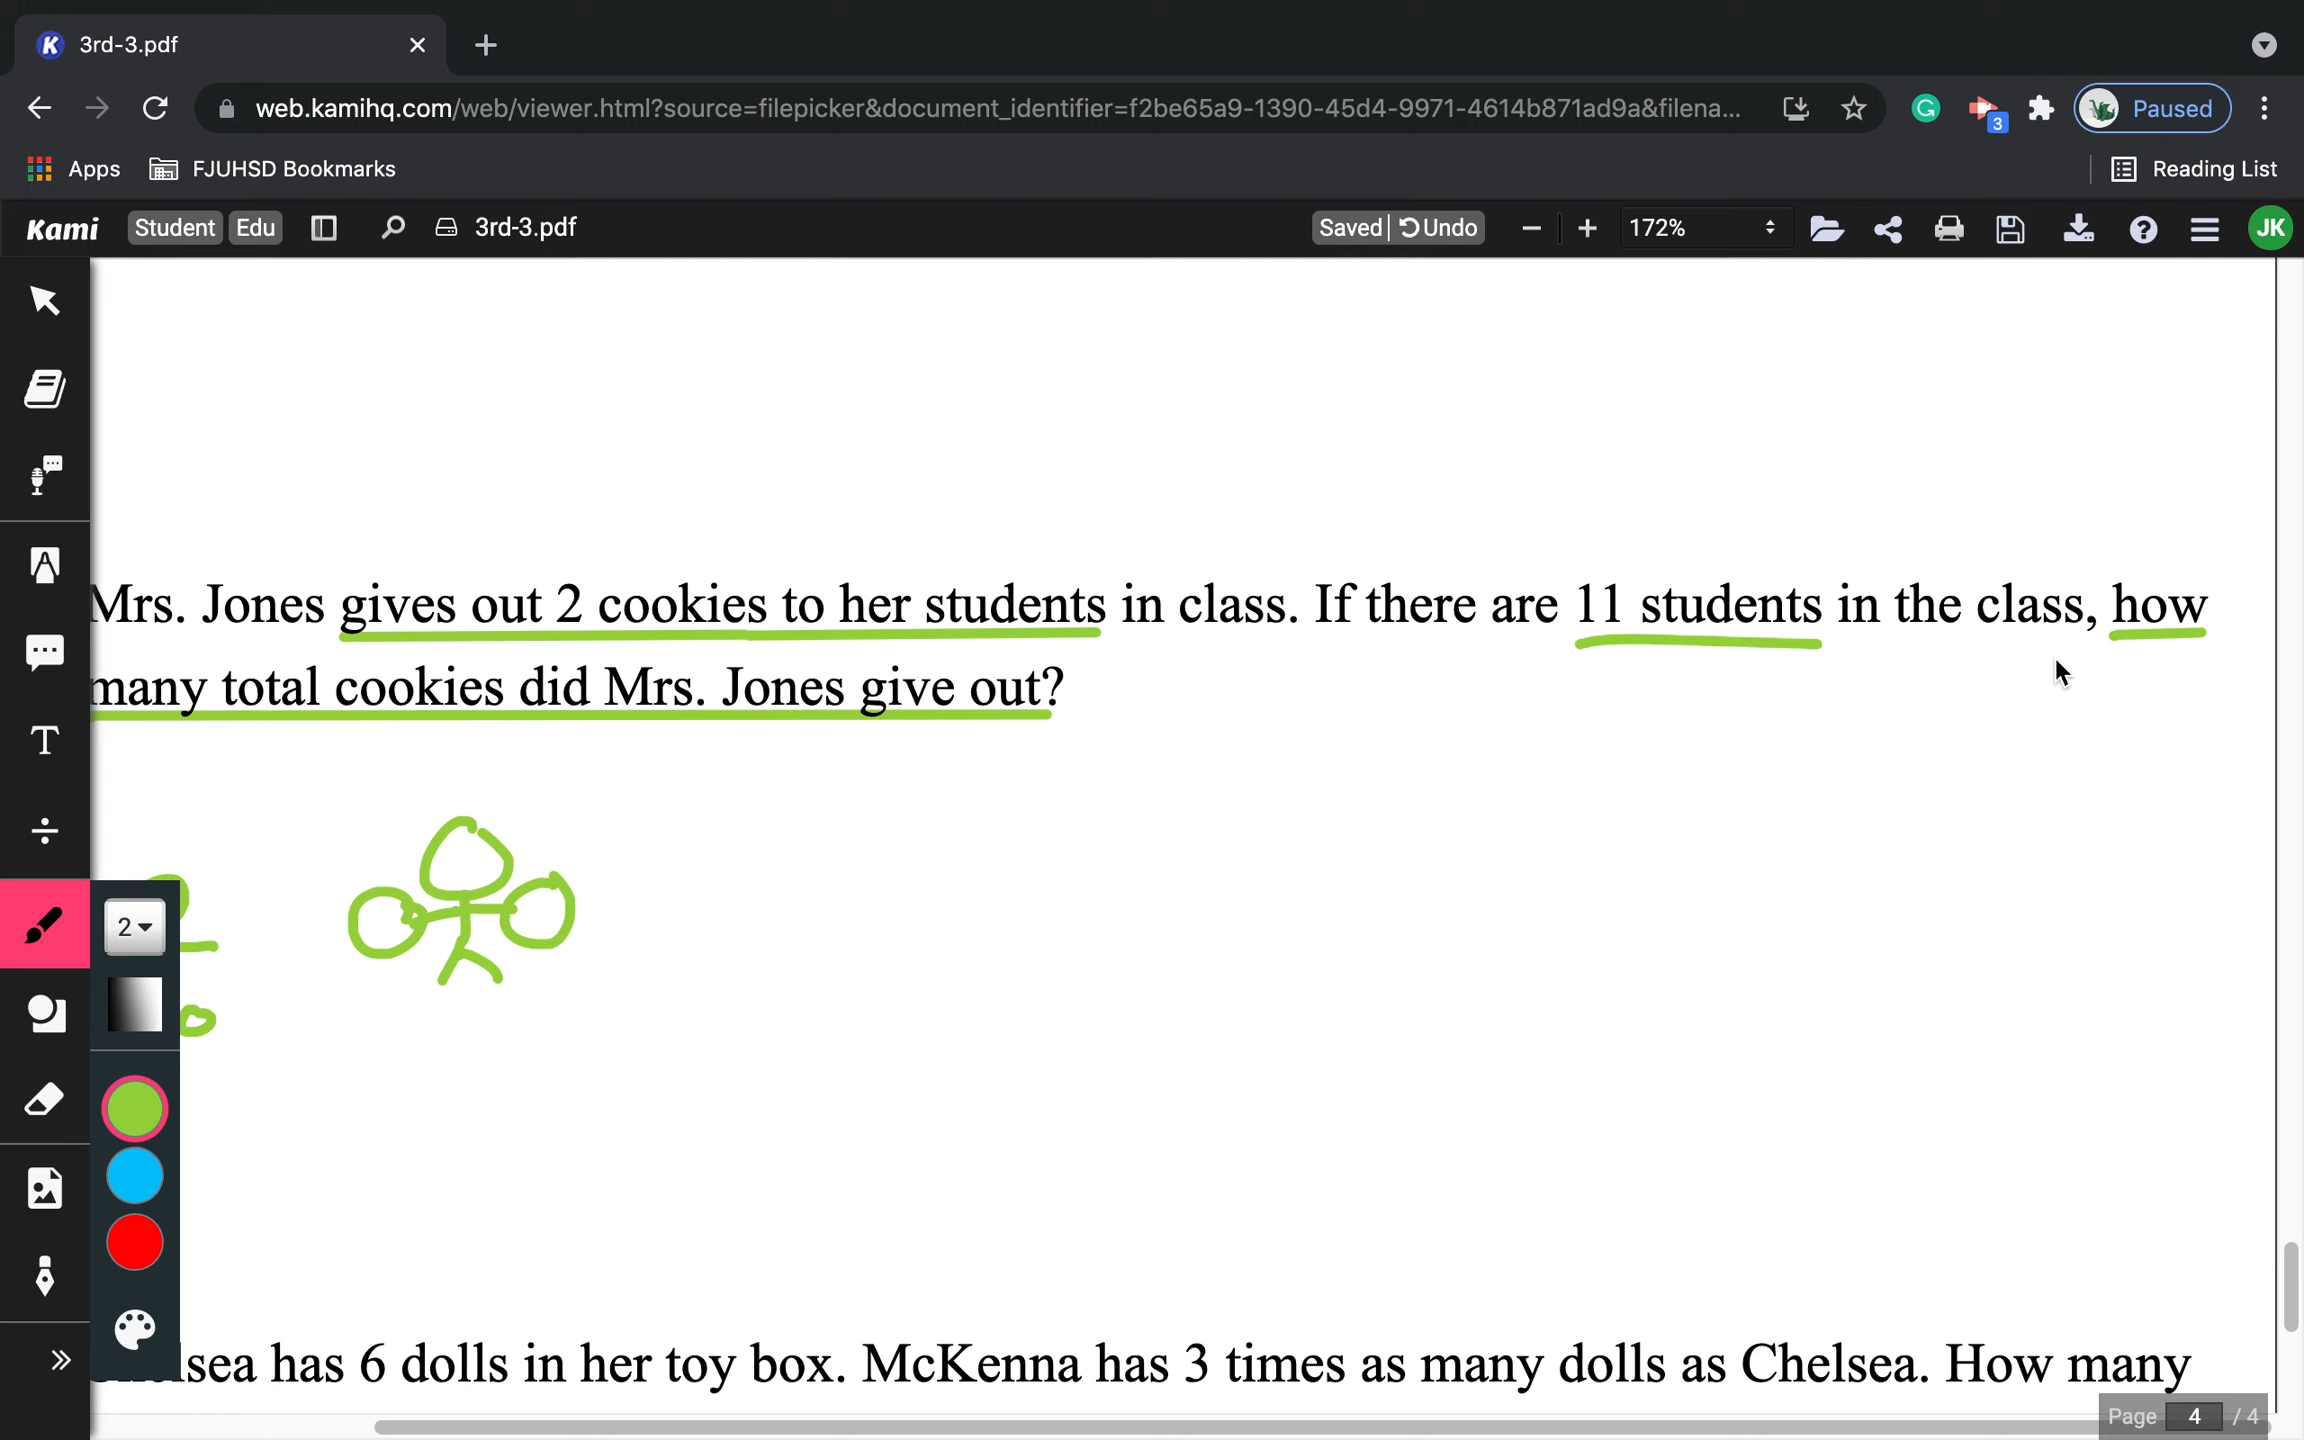 3rd-3.pdf
web.kamihq.com/web/viewer.html?source=filepicker&document_identifier=f2be65a9-1390-45d4-9971-4614b871ad9a&filena...
3
Paused
Apps FJUHSD Bookmarks Reading List
Kami Student Edu 3rd-3.pdf Saved Undo 172% JK
Mrs. Jones gives out 2 cookies to her students in class. If there are 11 students in the class, how
many total cookies did Mrs. Jones give out?
2
sea has 6 dolls in her toy box. McKenna has 3 times as many dolls as Chelsea. How many
Page 4 / 4